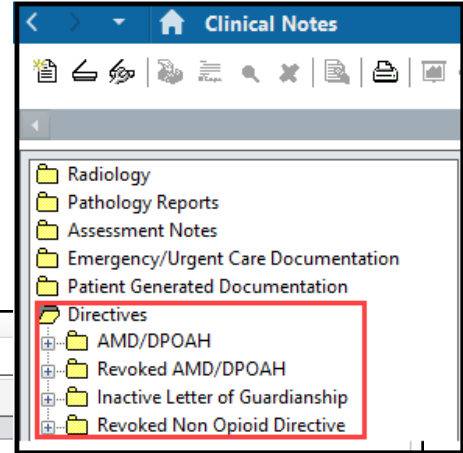 Clinical Notes
Radiology
Pathology Reports
Assessment Notes
Emergency/Urgent Care Documentation
Patient Generated Documentation
Directives
AMD/DPOAH
Revoked AMD/DPOAH
Inactive Letter of Guardianship
Revoked Non Opioid Directive